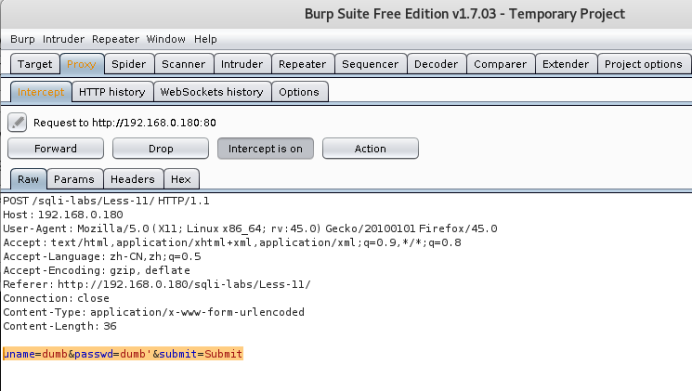 Burp Suite Free Edition v1.7.03 - Temporary Project
Burp Intruder Repeater Window Help
Target Proxy Spider Scanner Intruder Repeater Sequencer Decoder Comparer Extender Project options
Intercept HTTP history WebSockets history Options
Request to http://192.168.0.180:80
Forward Drop Intercept is on Action
Raw Params Headers Hex
POST /sqli-labs/Less-11/ HTTP/1.1
Host: 192.168.0.180
User-Agent: Mozilla/5.0 (X11; Linux x86_64; rv:45.0) Gecko/20100101 Firefox/45.0
Accept: text/html,application/xhtml+xml,application/xml;q=0.9,*/*;q=0.8
Accept-Language: zh-CN,zh;q=0.5
Accept-Encoding: gzip, deflate
Referer: http://192.168.0.180/sqli-labs/Less-11/
Connection: close
Content-Type: application/x-www-form-urlencoded
Content-Length: 36
uname=dumb&passwd=dumb'&submit=Submit